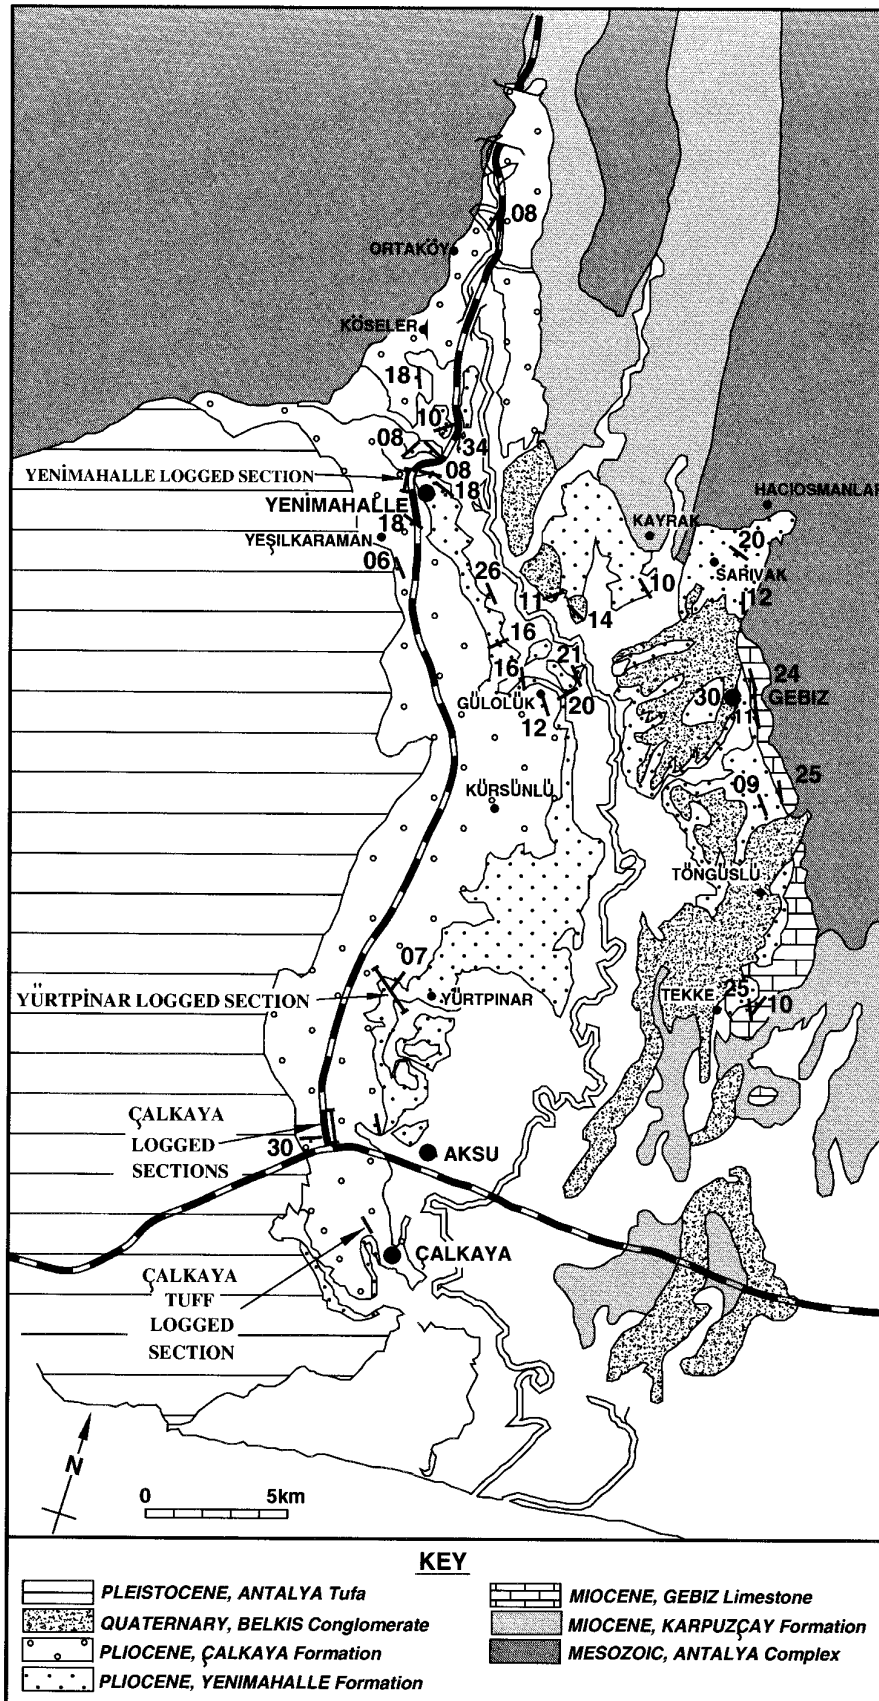 08
ORTAKÖY
KÖSELER
18
10
08
34
YENİMAHALLE LOGGED SECTION
08
18
HACIOSMANLAR
YENİMAHALLE
KAYRAK
18
YEŞILKARAMAN
20
06
SARIVAK
26
10
11
12
14
16
21
16
24
GÜLOLÜK
30
GEBIZ
20
11
12
25
KÜRSÜNLÜ
09
TÖNGÜSLÜ
07
YÜRTPİNAR LOGGED SECTION
YÜRTPINAR
TEKKE
25
10
ÇALKAYA
LOGGED
SECTIONS
30
AKSU
ÇALKAYA
ÇALKAYA
TUFF
LOGGED
SECTION
N
0 5km
KEY
PLEISTOCENE, ANTALYA Tufa
QUATERNARY, BELKIS Conglomerate
PLIOCENE, ÇALKAYA Formation
PLIOCENE, YENIMAHALLE Formation
MIOCENE, GEBIZ Limestone
MIOCENE, KARPUZÇAY Formation
MESOZOIC, ANTALYA Complex